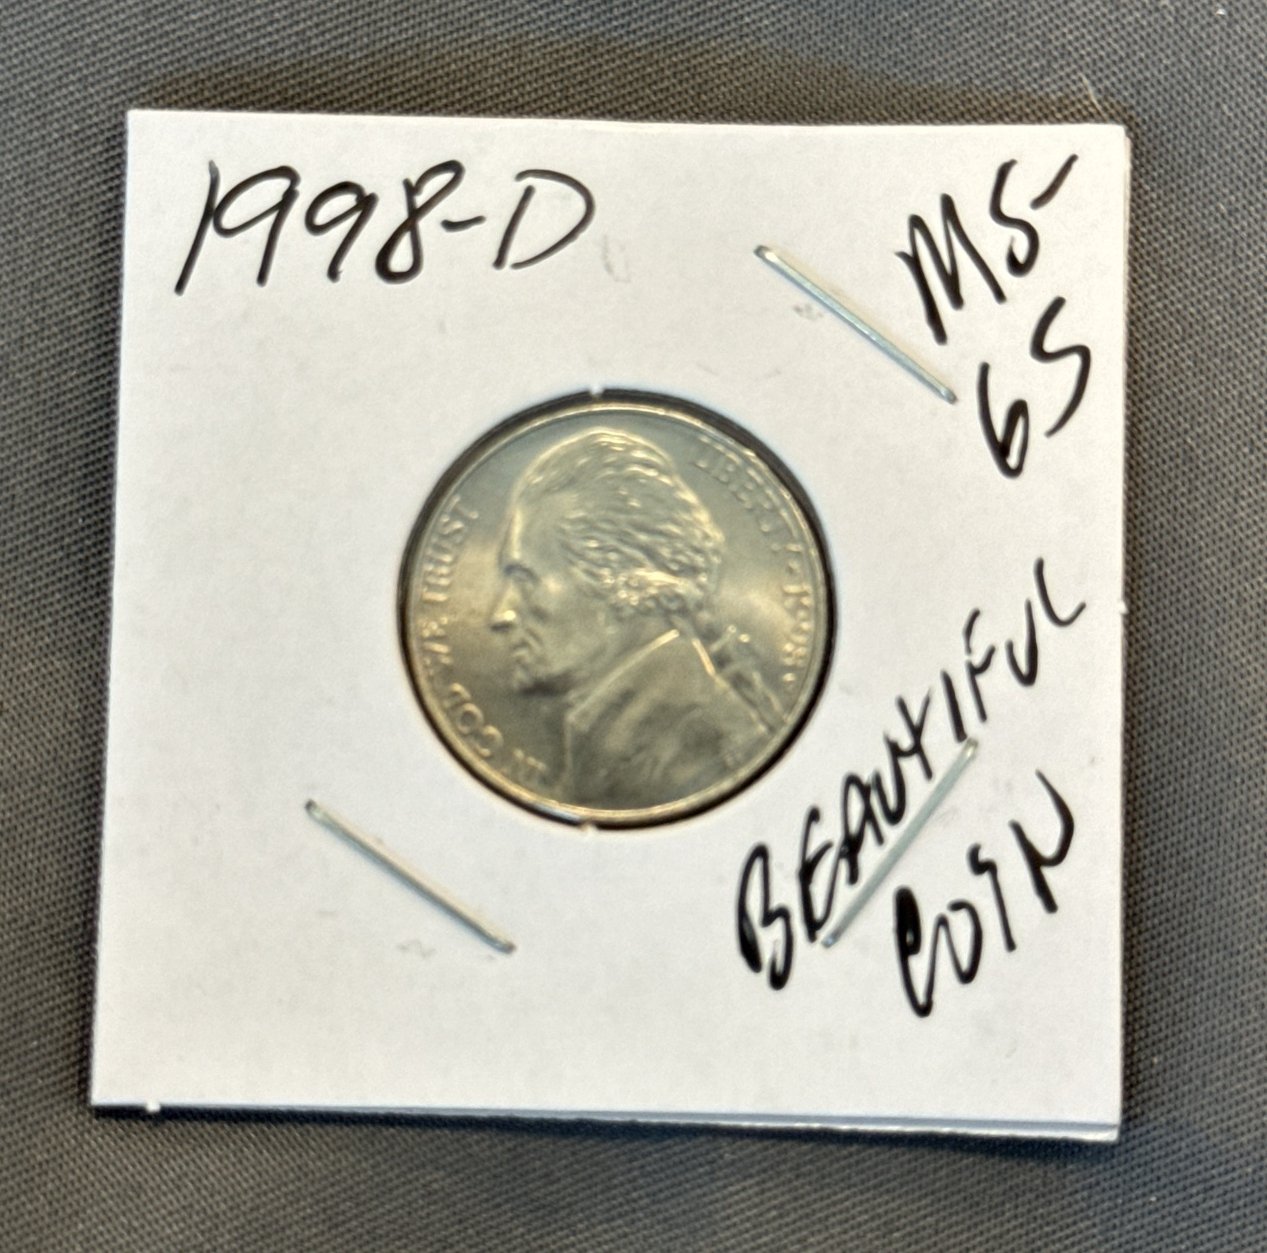 1998-D
MS-
65
BEAUTIFUL
COIN
IN GOD WE TRUST
LIBERTY * 1998